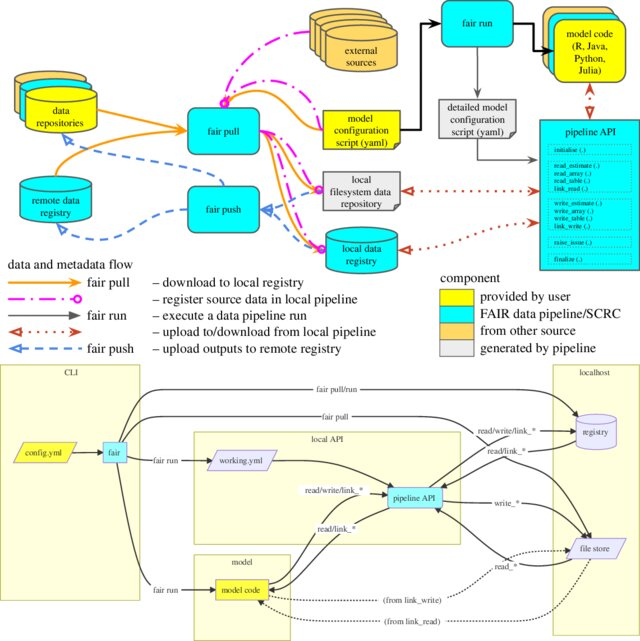 external
sources
fair run
model code
(R, Java,
Python,
Julia)
data
repositories
fair pull
model
configuration
script (yaml)
detailed model
configuration
script (yaml)
pipeline API
initialise (.)
read_estimate (.)
read_array (.)
read_table (.)
link_read (.)
write_estimate (.)
write_array (.)
write_table (.)
link_write (.)
raise_issue (.)
finalize (.)
remote data
registry
fair push
local
filesystem data
repository
local data
registry
data and metadata flow
fair pull – download to local registry
– register source data in local pipeline
fair run – execute a data pipeline run
– upload to/download from local pipeline
fair push – upload outputs to remote registry
component
provided by user
FAIR data pipeline/SCRC
from other source
generated by pipeline
CLI
localhost
fair pull/run
fair pull
config.yml
fair
registry
local API
read/write/link_*
read/link_*
fair run
working.yml
read/write/link_*
pipeline API
write_*
read/link_*
file store
model
read_*
fair run
model code
(from link_write)
(from link_read)